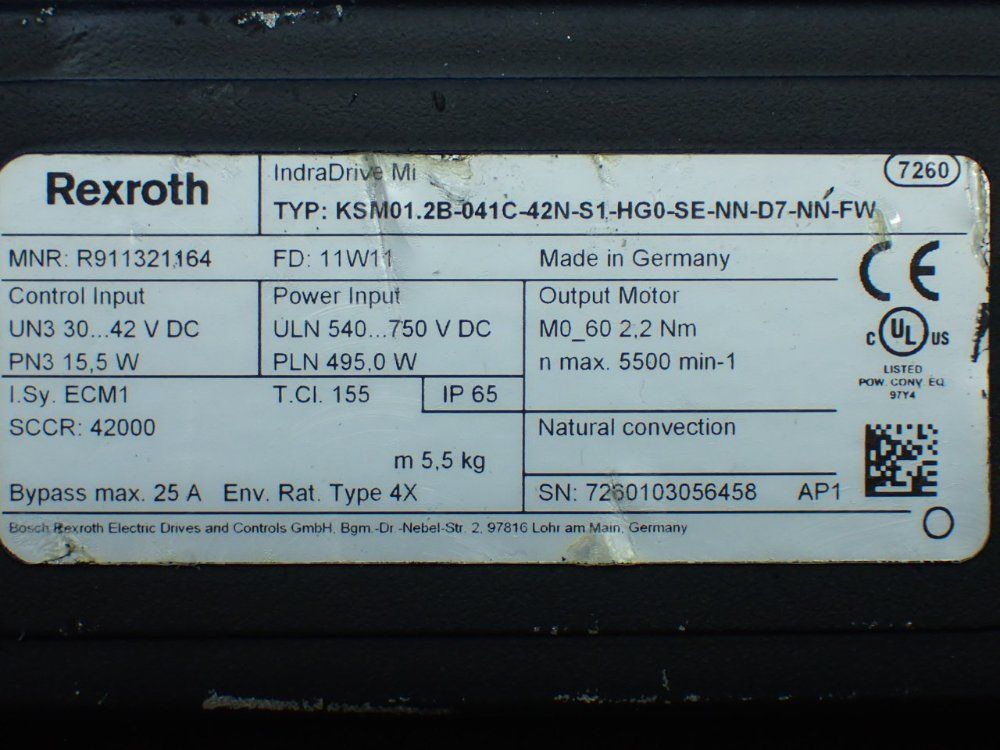 Rexroth
IndraDrive Mi
7260
TYP: KSM01.2B-041C-42N-S1-HG0-SE-NN-D7-NN-FW
MNR: R911321164
FD: 11W11
Made in Germany
CE
Control Input
UN3 30...42 V DC
PN3 15,5 W
Power Input
ULN 540...750 V DC
PLN 495,0 W
Output Motor
M0_60 2,2 Nm
n max. 5500 min-1
C UL US
LISTED
POW. CONV. EQ.
97Y4
I.Sy. ECM1
T.Cl. 155
IP 65
SCCR: 42000
m 5,5 kg
Natural convection
Bypass max. 25 A Env. Rat. Type 4X
SN: 7260103056458 AP1
Bosch Rexroth Electric Drives and Controls GmbH, Bgm.-Dr.-Nebel-Str. 2, 97816 Lohr am Main, Germany